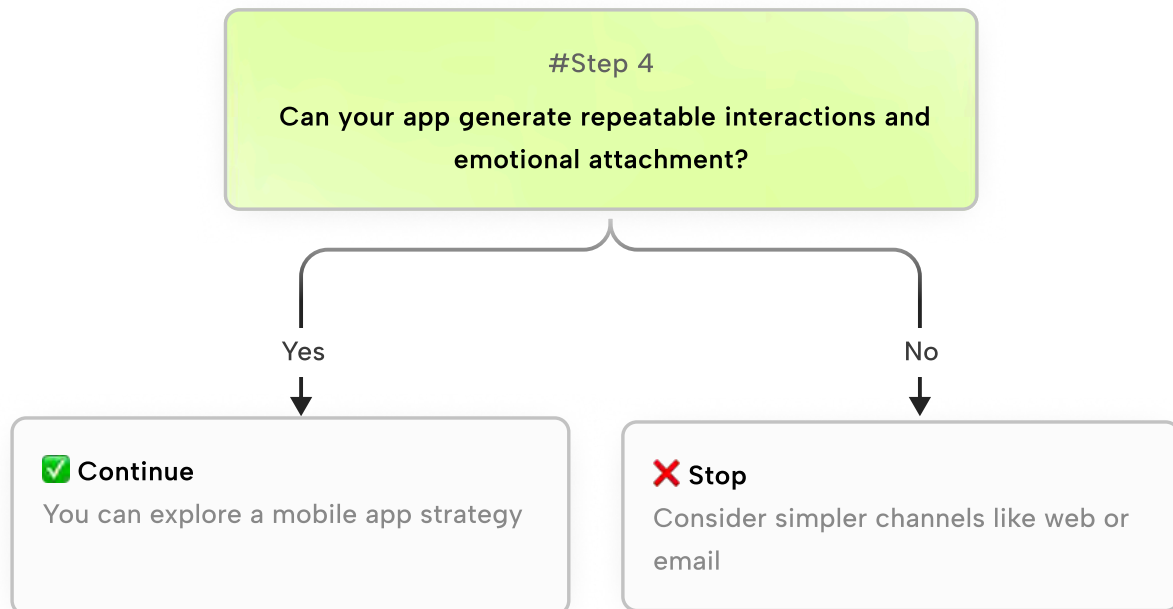 #Step 4
Can your app generate repeatable interactions and
emotional attachment?
Yes
No
✅ Continue
You can explore a mobile app strategy
❌ Stop
Consider simpler channels like web or
email